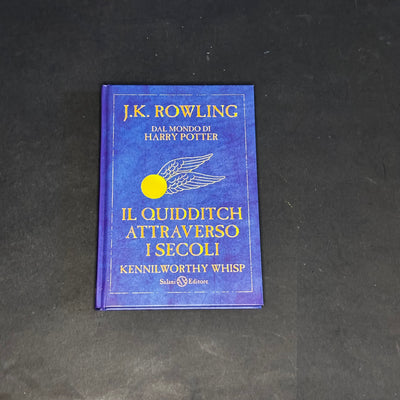 J.K. ROWLING
DAL MONDO DI
HARRY POTTER
IL QUIDDITCH
ATTRAVERSO
I SECOLI
KENNILWORTHY WHISP
Salani Editore